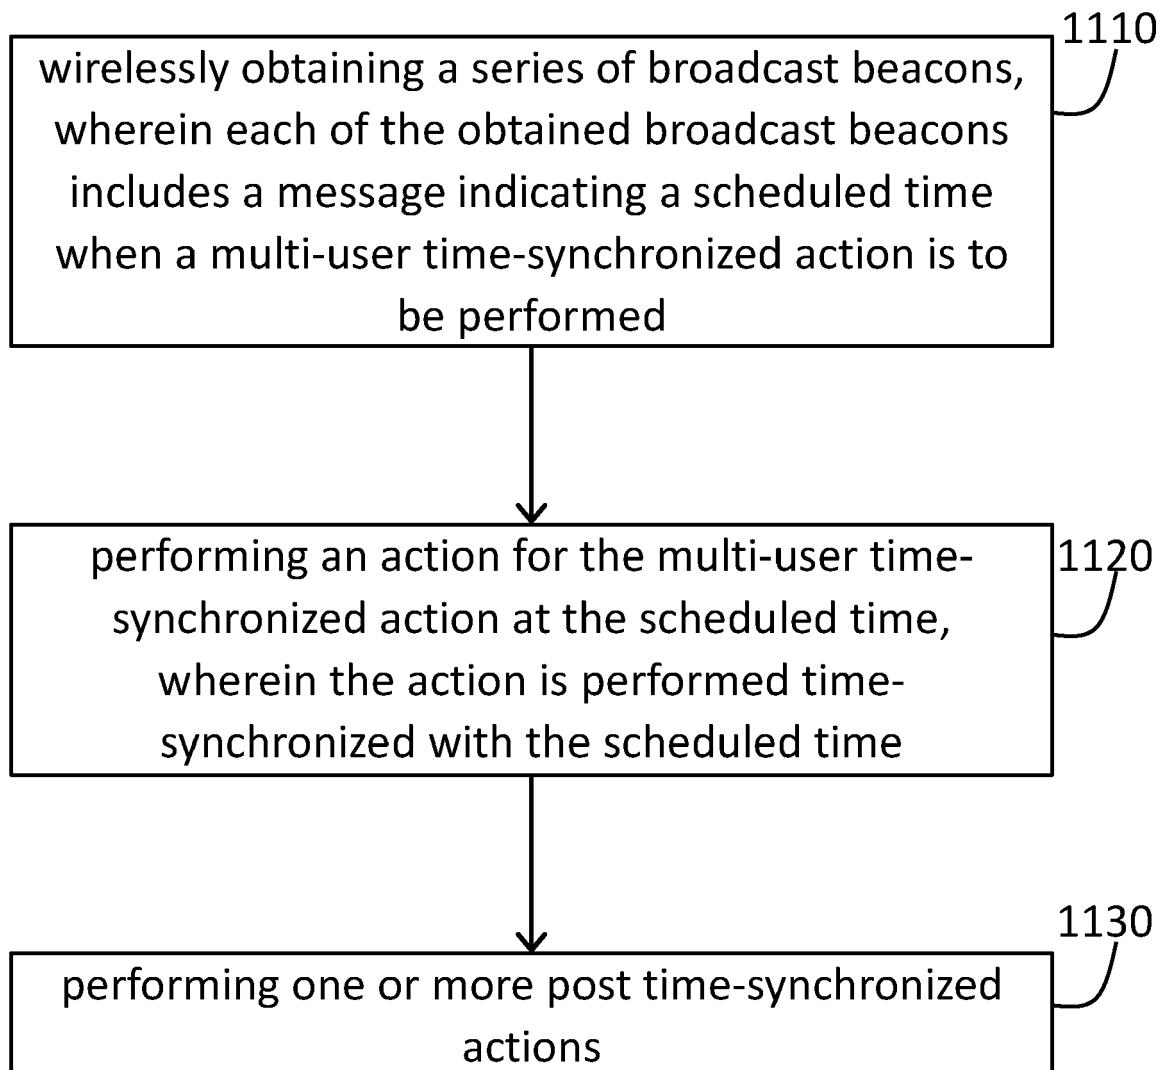 1110
wirelessly obtaining a series of broadcast beacons,
wherein each of the obtained broadcast beacons
includes a message indicating a scheduled time
when a multi-user time-synchronized action is to
be performed
1120
performing an action for the multi-user time-
synchronized action at the scheduled time,
wherein the action is performed time-
synchronized with the scheduled time
1130
performing one or more post time-synchronized
actions